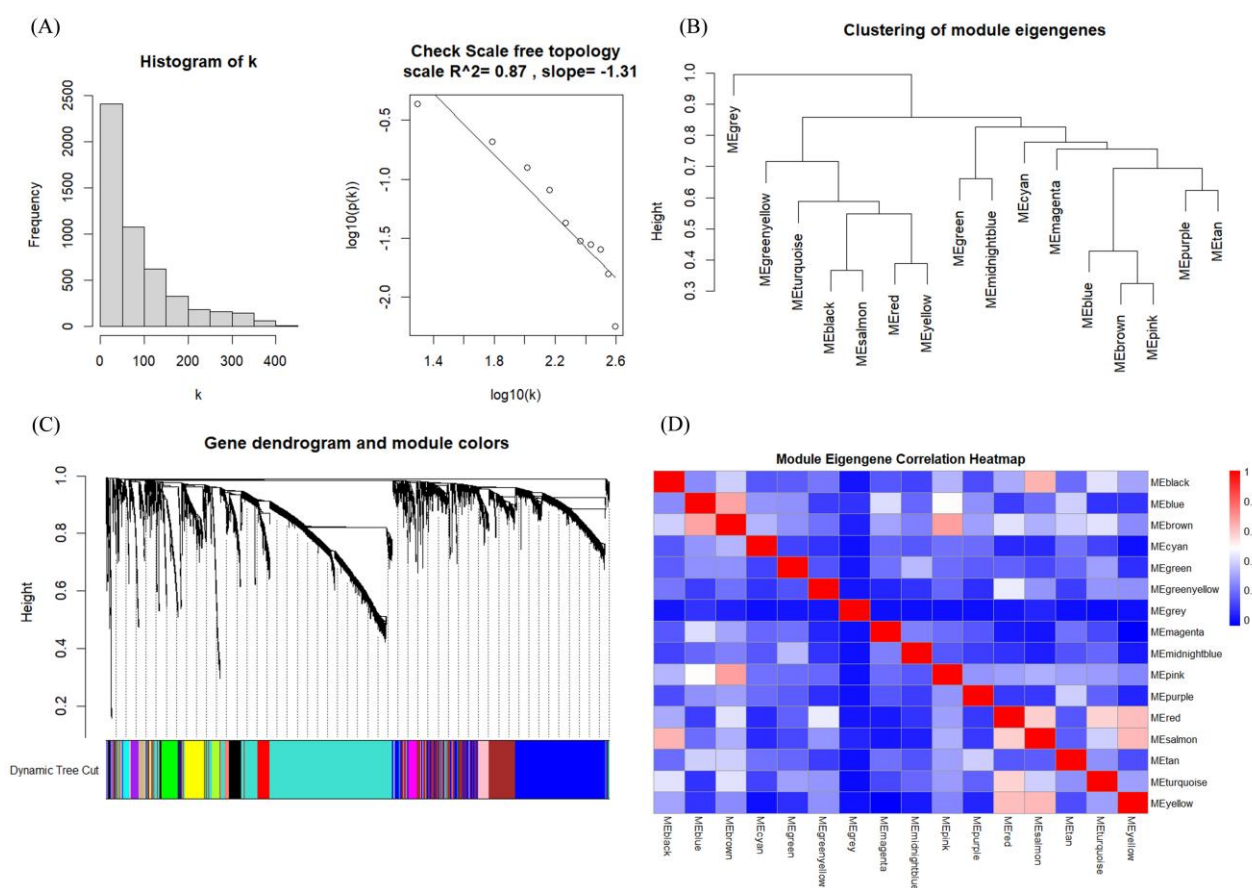 (A)
Histogram of k
Frequency
2500
2000
1500
1000
500
0
0 100 200 300 400
k
Check Scale free topology
scale R^2= 0.87 , slope= -1.31
log10(p(k))
-0.5
-1.0
-1.5
-2.0
1.4 1.8 2.2 2.6
log10(k)
(B)
Clustering of module eigengenes
Height
1.0
0.9
0.8
0.7
0.6
0.5
0.4
0.3
MEgrey
MEgreenyellow
MEturquoise
MEblack
MEsalmon
MEred
MEyellow
MEgreen
MEmidnightblue
MEcyan
MEmagenta
MEblue
MEbrown
MEpink
MEpurple
MEtan
(C)
Gene dendrogram and module colors
Height
1.0
0.8
0.6
0.4
0.2
Dynamic Tree Cut
(D)
Module Eigengene Correlation Heatmap
MEblack
MEblue
MEbrown
MEcyan
MEgreen
MEgreenyellow
MEgrey
MEmagenta
MEmidnightblue
MEpink
MEpurple
MEred
MEsalmon
MEtan
MEturquoise
MEyellow
MEblack
MEblue
MEbrown
MEcyan
MEgreen
MEgreenyellow
MEgrey
MEmagenta
MEmidnightblue
MEpink
MEpurple
MEred
MEsalmon
MEtan
MEturquoise
MEyellow
1
0.
0.
0.
0.
0